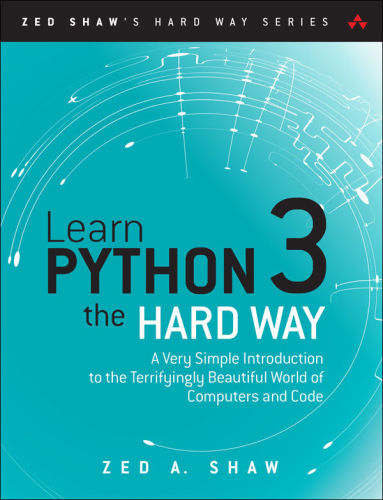 ZED SHAW'S HARD WAY SERIES
Learn
PYTHON 3
the HARD WAY
A Very Simple Introduction
to the Terrifyingly Beautiful World of
Computers and Code
ZED A. SHAW